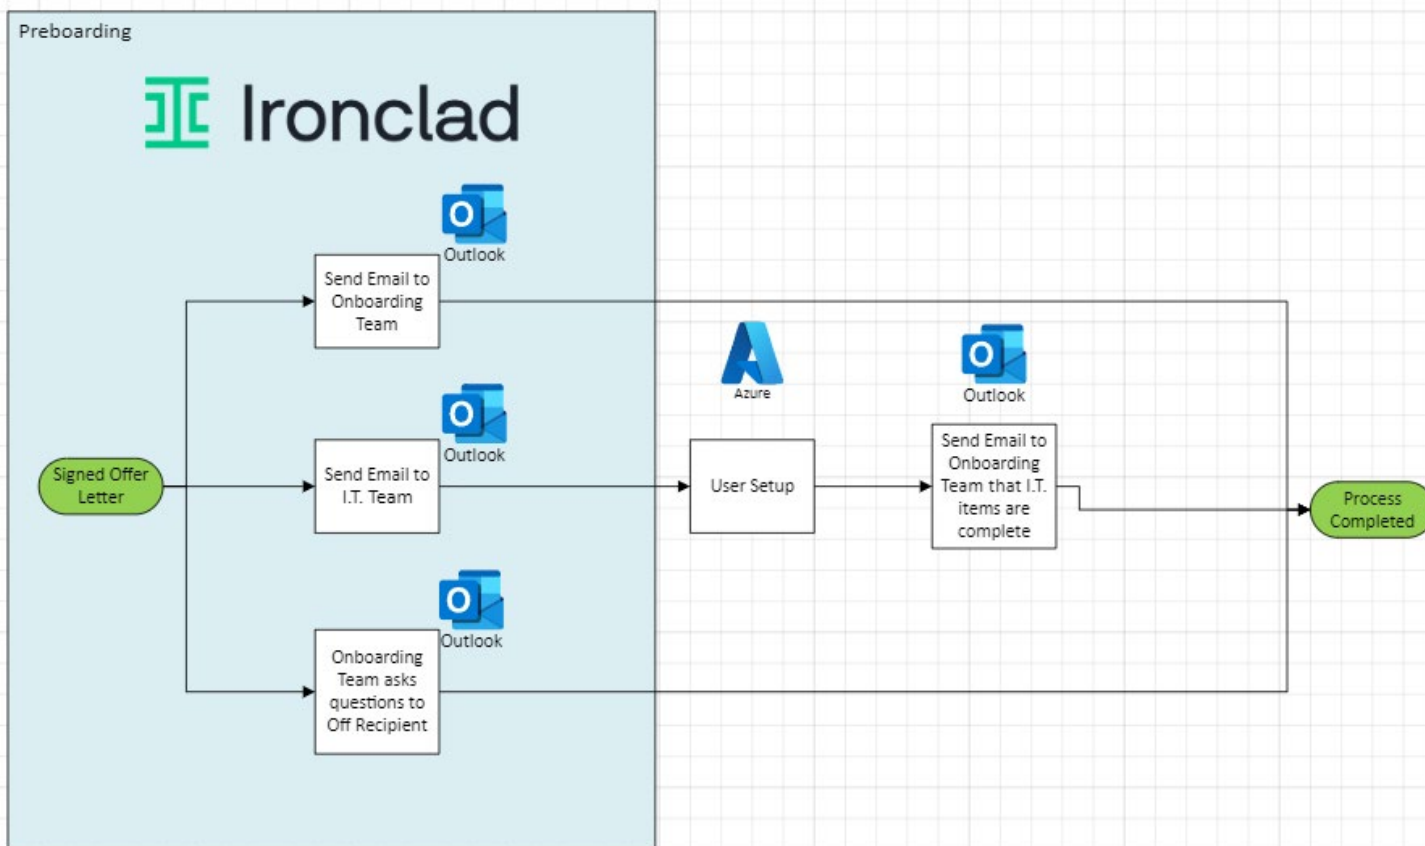 Preboarding
Ironclad
Outlook
Send Email to
Onboarding
Team
Azure
Outlook
Outlook
Signed Offer
Letter
Send Email to
I.T. Team
User Setup
Send Email to
Onboarding
Team that I.T.
items are
complete
Process
Completed
Outlook
Onboarding
Team asks
questions to
Off Recipient